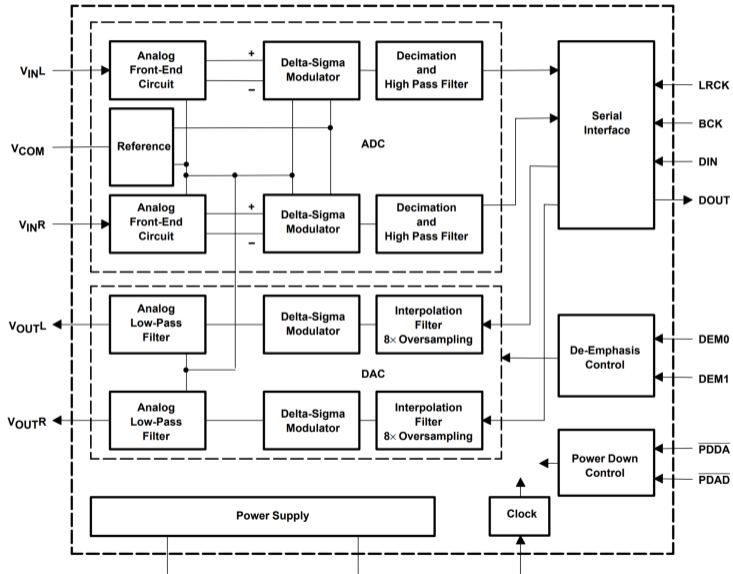 Analog
Front-End
Circuit
+
−
Delta-Sigma
Modulator
Decimation
and
High Pass Filter
VINL
VCOM
Reference
ADC
VINR
Analog
Front-End
Circuit
+
−
Delta-Sigma
Modulator
Decimation
and
High Pass Filter
Serial
Interface
LRCK
BCK
DIN
DOUT
VOUTL
Analog
Low-Pass
Filter
Delta-Sigma
Modulator
Interpolation
Filter
8× Oversampling
DAC
VOUTR
Analog
Low-Pass
Filter
Delta-Sigma
Modulator
Interpolation
Filter
8× Oversampling
De-Emphasis
Control
DEM0
DEM1
Power Down
Control
PDDA
PDAD
Power Supply
Clock